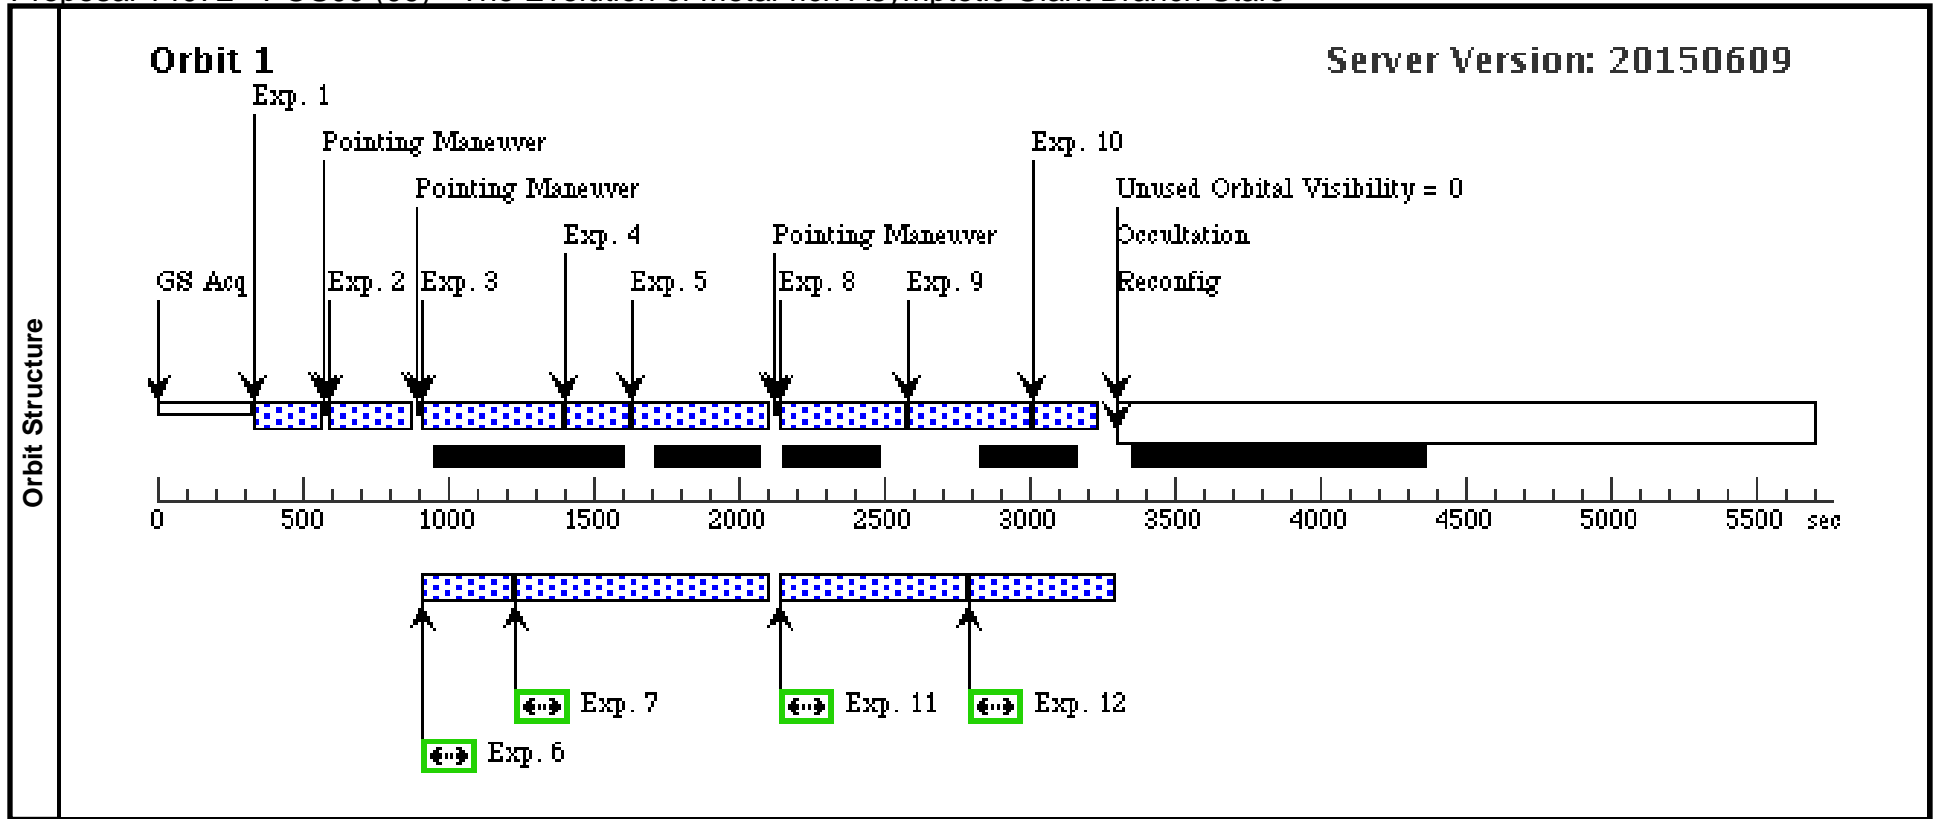 Orbit 1
Server Version: 20150609
Exp. 1
Pointing Maneuver
Exp. 10
Pointing Maneuver
Unused Orbital Visibility = 0
Exp. 4
Pointing Maneuver
Occultation
GS Acq
Exp. 2
Exp. 3
Exp. 5
Exp. 8
Exp. 9
Reconfig
Orbit Structure
0 500 1000 1500 2000 2500 3000 3500 4000 4500 5000 5500 sec
Exp. 7
Exp. 11
Exp. 12
Exp. 6